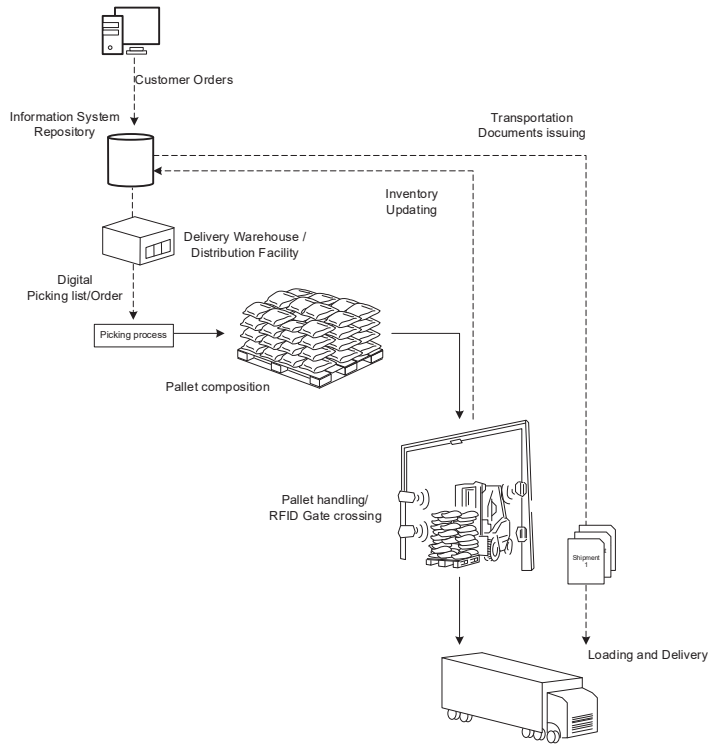 Customer Orders
Information System
Repository
Transportation
Documents issuing
Inventory
Updating
Delivery Warehouse /
Distribution Facility
Digital
Picking list/Order
Picking process
Pallet composition
Pallet handling/
RFID Gate crossing
Shipment
1
t
Loading and Delivery